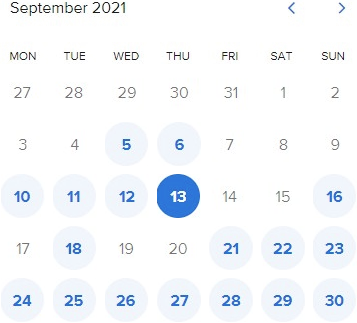 September 2021
MON TUE WED THU FRI SAT SUN
27 28 29 30 31 1 2
3 4 5 6 7 8 9
10 11 12 13 14 15 16
17 18 19 20 21 22 23
24 25 26 27 28 29 30